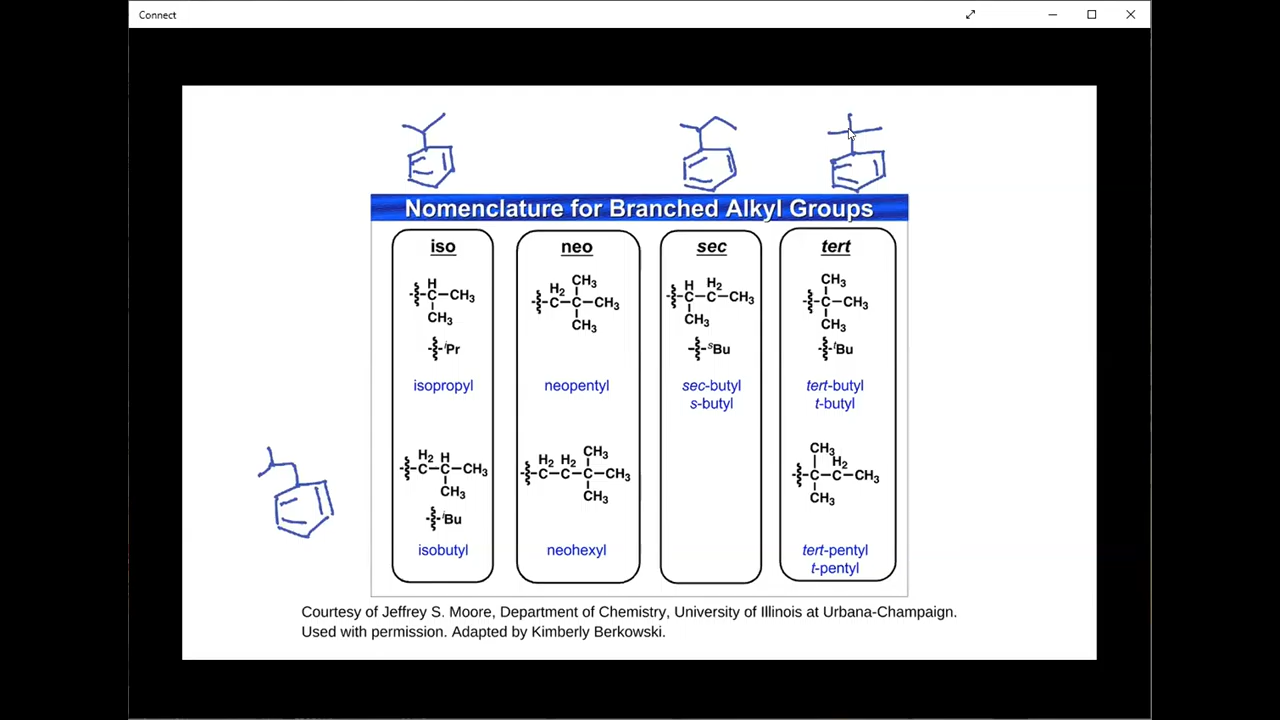 Connect
Nomenclature for Branched Alkyl Groups
iso
H
C—CH3
CH3
iPr
isopropyl
H2 H
C—C—CH3
CH3
iBu
isobutyl
neo
CH3
H2
C—C—CH3
CH3
neopentyl
CH3
H2 H2
C—C—C—CH3
CH3
neohexyl
sec
H H2
C—C—CH3
CH3
sBu
sec-butyl
s-butyl
tert
CH3
C—CH3
CH3
tBu
tert-butyl
t-butyl
CH3
H2
C—C—CH3
CH3
tert-pentyl
t-pentyl
Courtesy of Jeffrey S. Moore, Department of Chemistry, University of Illinois at Urbana-Champaign.
Used with permission. Adapted by Kimberly Berkowski.